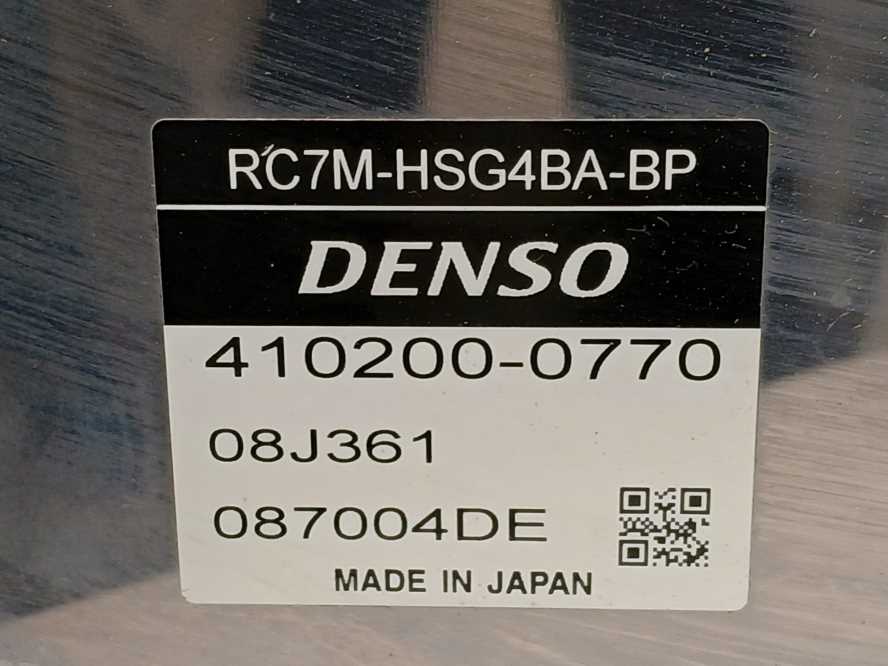 RC7M-HSG4BA-BP
DENSO
410200-0770
08J361
087004DE
MADE IN JAPAN